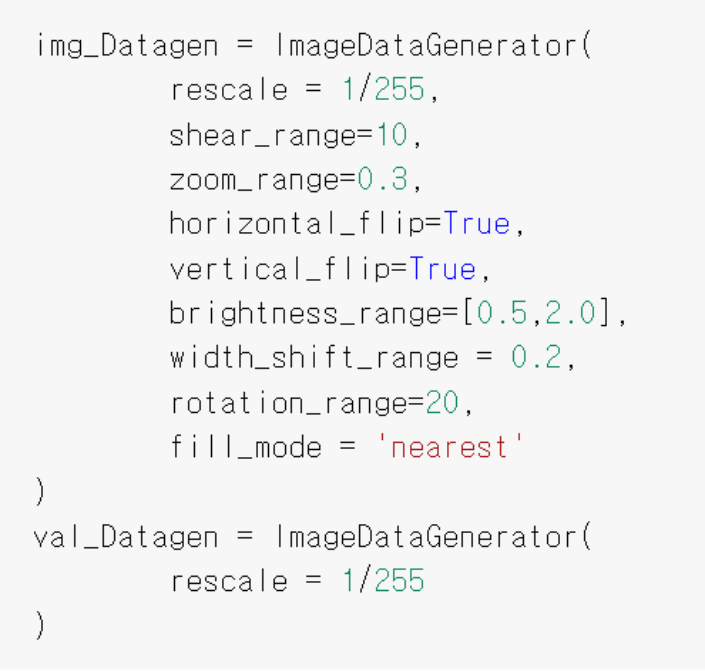 img_Datagen = ImageDataGenerator(
        rescale = 1/255,
        shear_range=10,
        zoom_range=0.3,
        horizontal_flip=True,
        vertical_flip=True,
        brightness_range=[0.5,2.0],
        width_shift_range = 0.2,
        rotation_range=20,
        fill_mode = 'nearest'
)
val_Datagen = ImageDataGenerator(
        rescale = 1/255
)